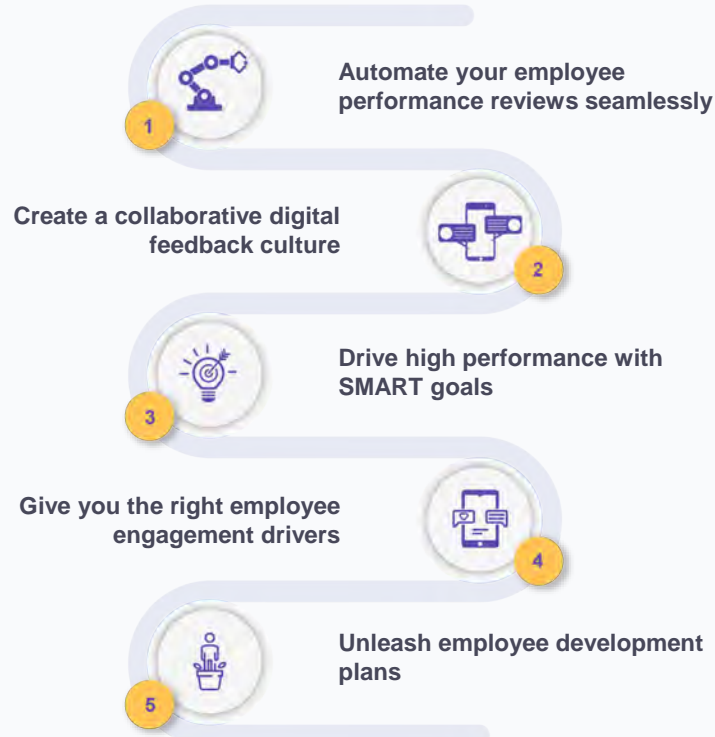 Automate your employee
performance reviews seamlessly
1
Create a collaborative digital
feedback culture
2
Drive high performance with
SMART goals
3
Give you the right employee
engagement drivers
4
Unleash employee development
plans
5